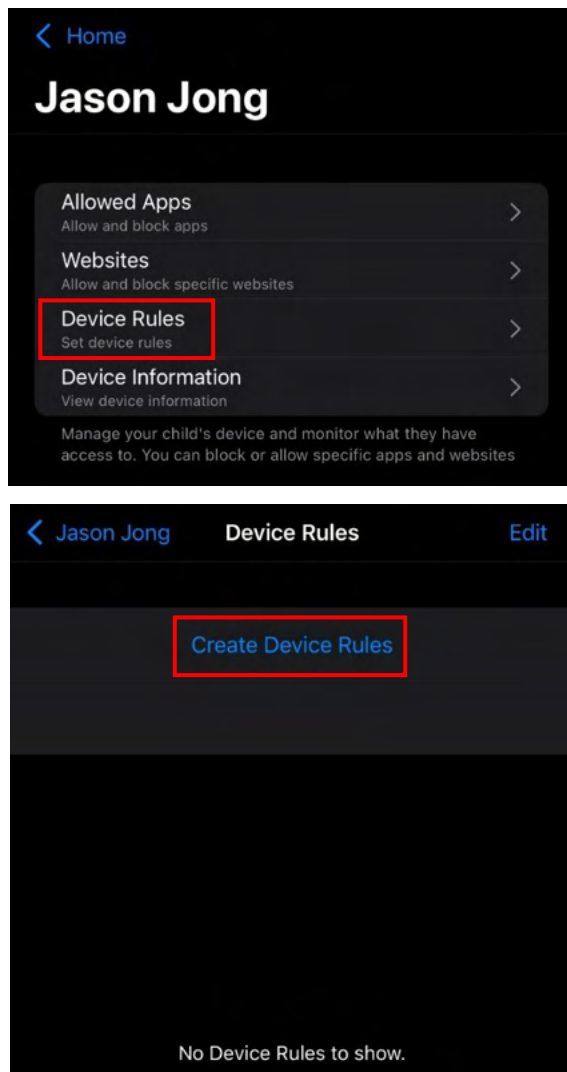 Home
Jason Jong
Allowed Apps
Allow and block apps
Websites
Allow and block specific websites
Device Rules
Set device rules
Device Information
View device information
Manage your child's device and monitor what they have
access to. You can block or allow specific apps and websites
Jason Jong Device Rules Edit
Create Device Rules
No Device Rules to show.